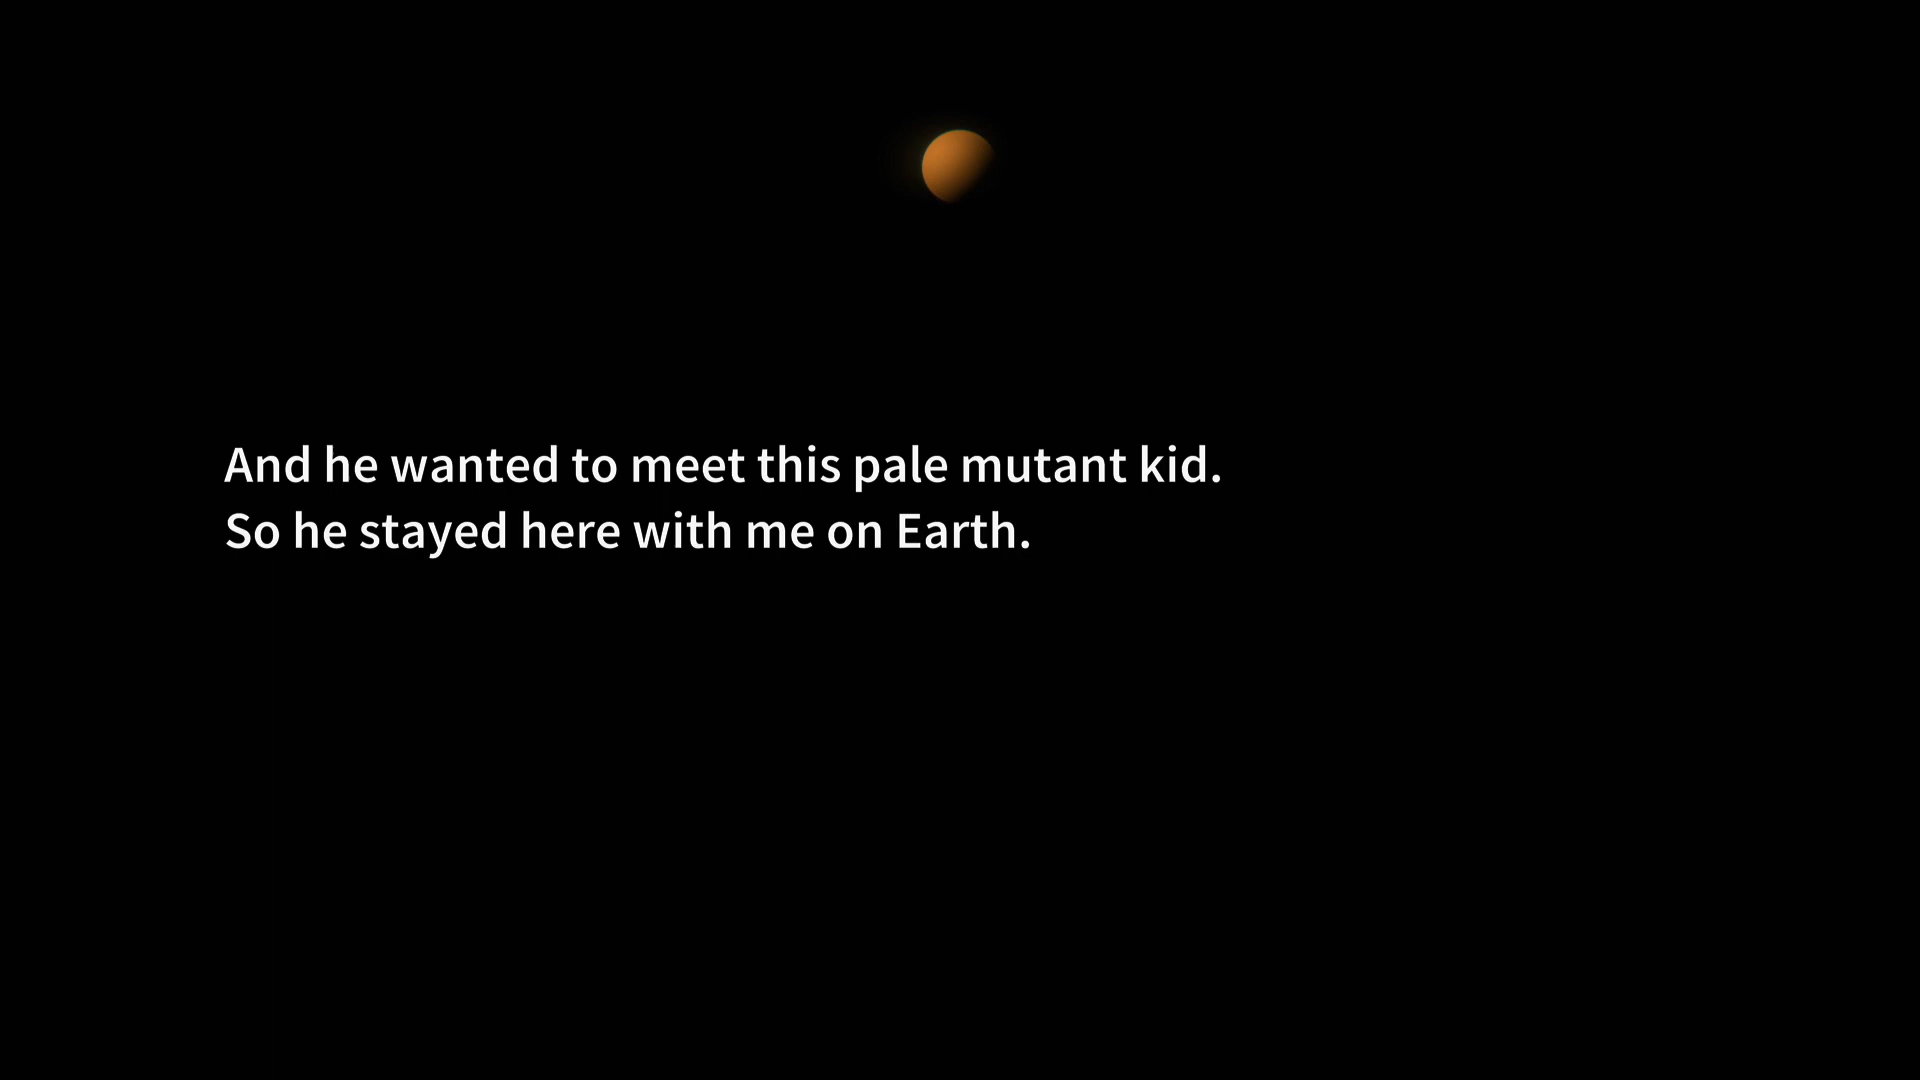 And he wanted to meet this pale mutant kid.
So he stayed here with me on Earth.